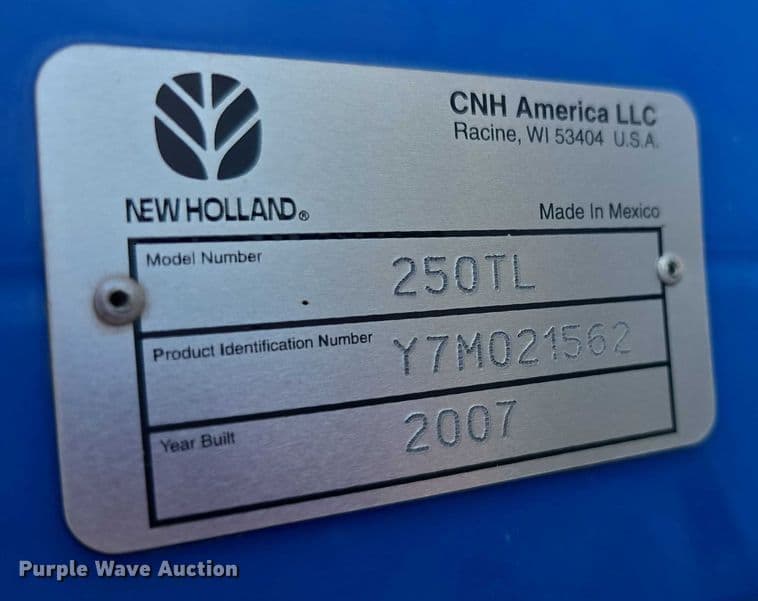 CNH America LLC
Racine, WI 53404 U.S.A.
NEW HOLLAND®
Made In Mexico
Model Number 250TL
Product Identification Number Y7M021562
Year Built 2007
Purple Wave Auction